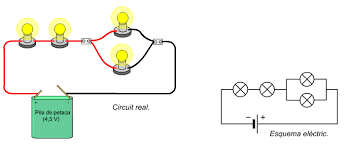 Pila de petaca
(4,5 V)
Circuit real.
- +
Esquema elèctric.